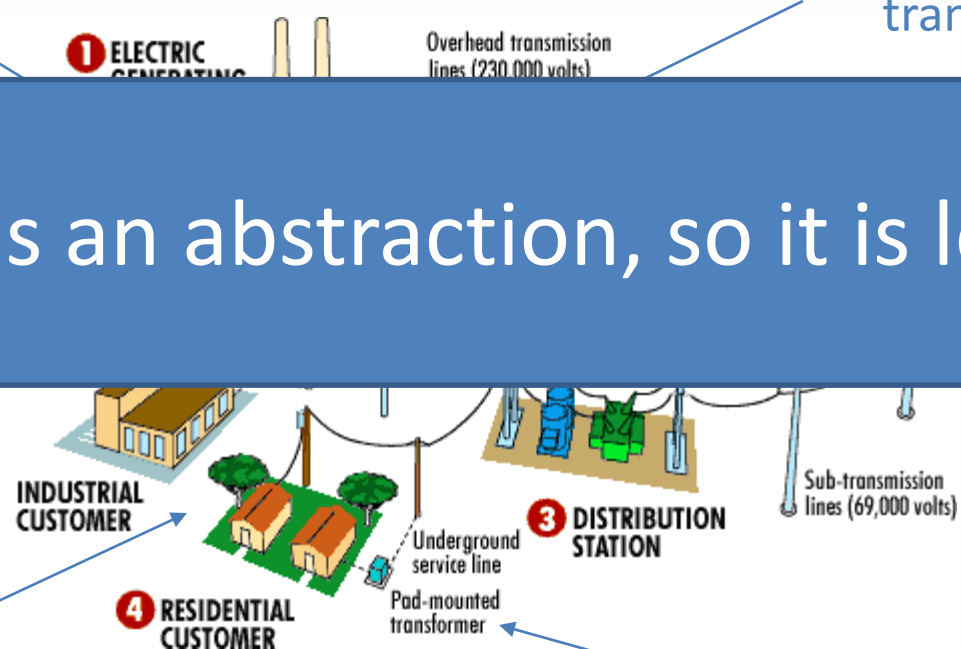 tran
1 ELECTRIC
GENERATING
Overhead transmission
lines (230,000 volts)
s an abstraction, so it is l
INDUSTRIAL
CUSTOMER
3 DISTRIBUTION
STATION
Sub-transmission
lines (69,000 volts)
Underground
service line
Pad-mounted
transformer
4 RESIDENTIAL
CUSTOMER